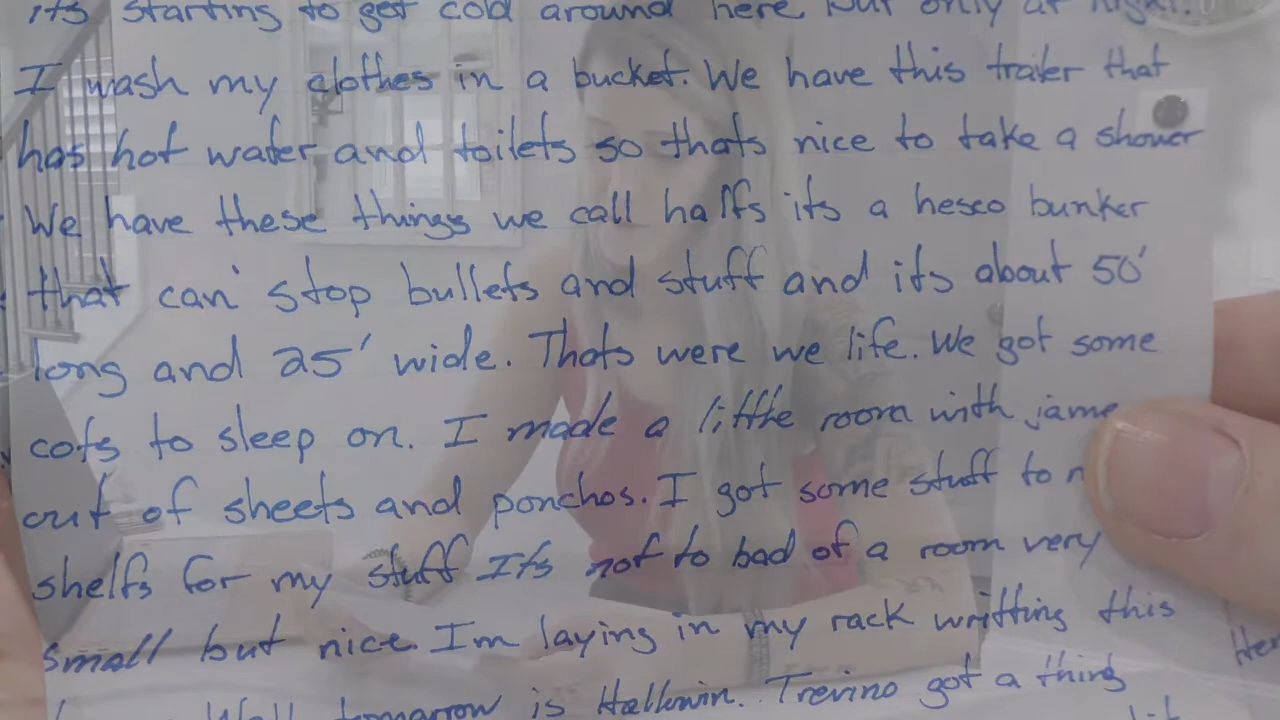 its starting to get cold around here but only at night.
I wash my clothes in a bucket. We have this trailer that
has hot water and toilets so thats nice to take a shower
We have these things we call halfs its a hesco bunker
that can stop bullets and stuff and its about 50'
long and 25' wide. Thats were we life. We got some
cots to sleep on. I made a little room with jame
out of sheets and ponchos. I got some stuff to
shelfs for my stuff Its not to bad of a room very
small but nice. Im laying in my rack writting this
Well tomorrow is Hallowin. Trevino got a thing